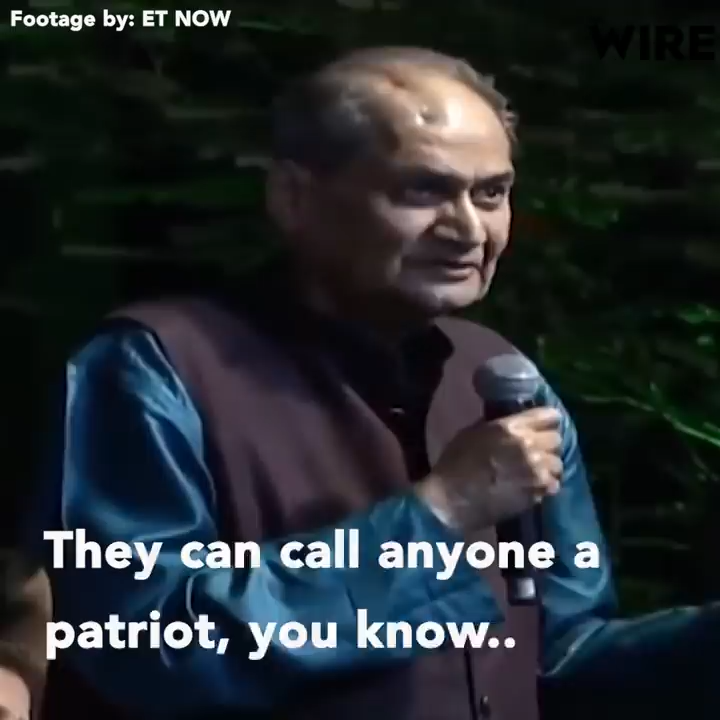 Footage by: ET NOW
WIRE
They can call anyone a
patriot, you know..